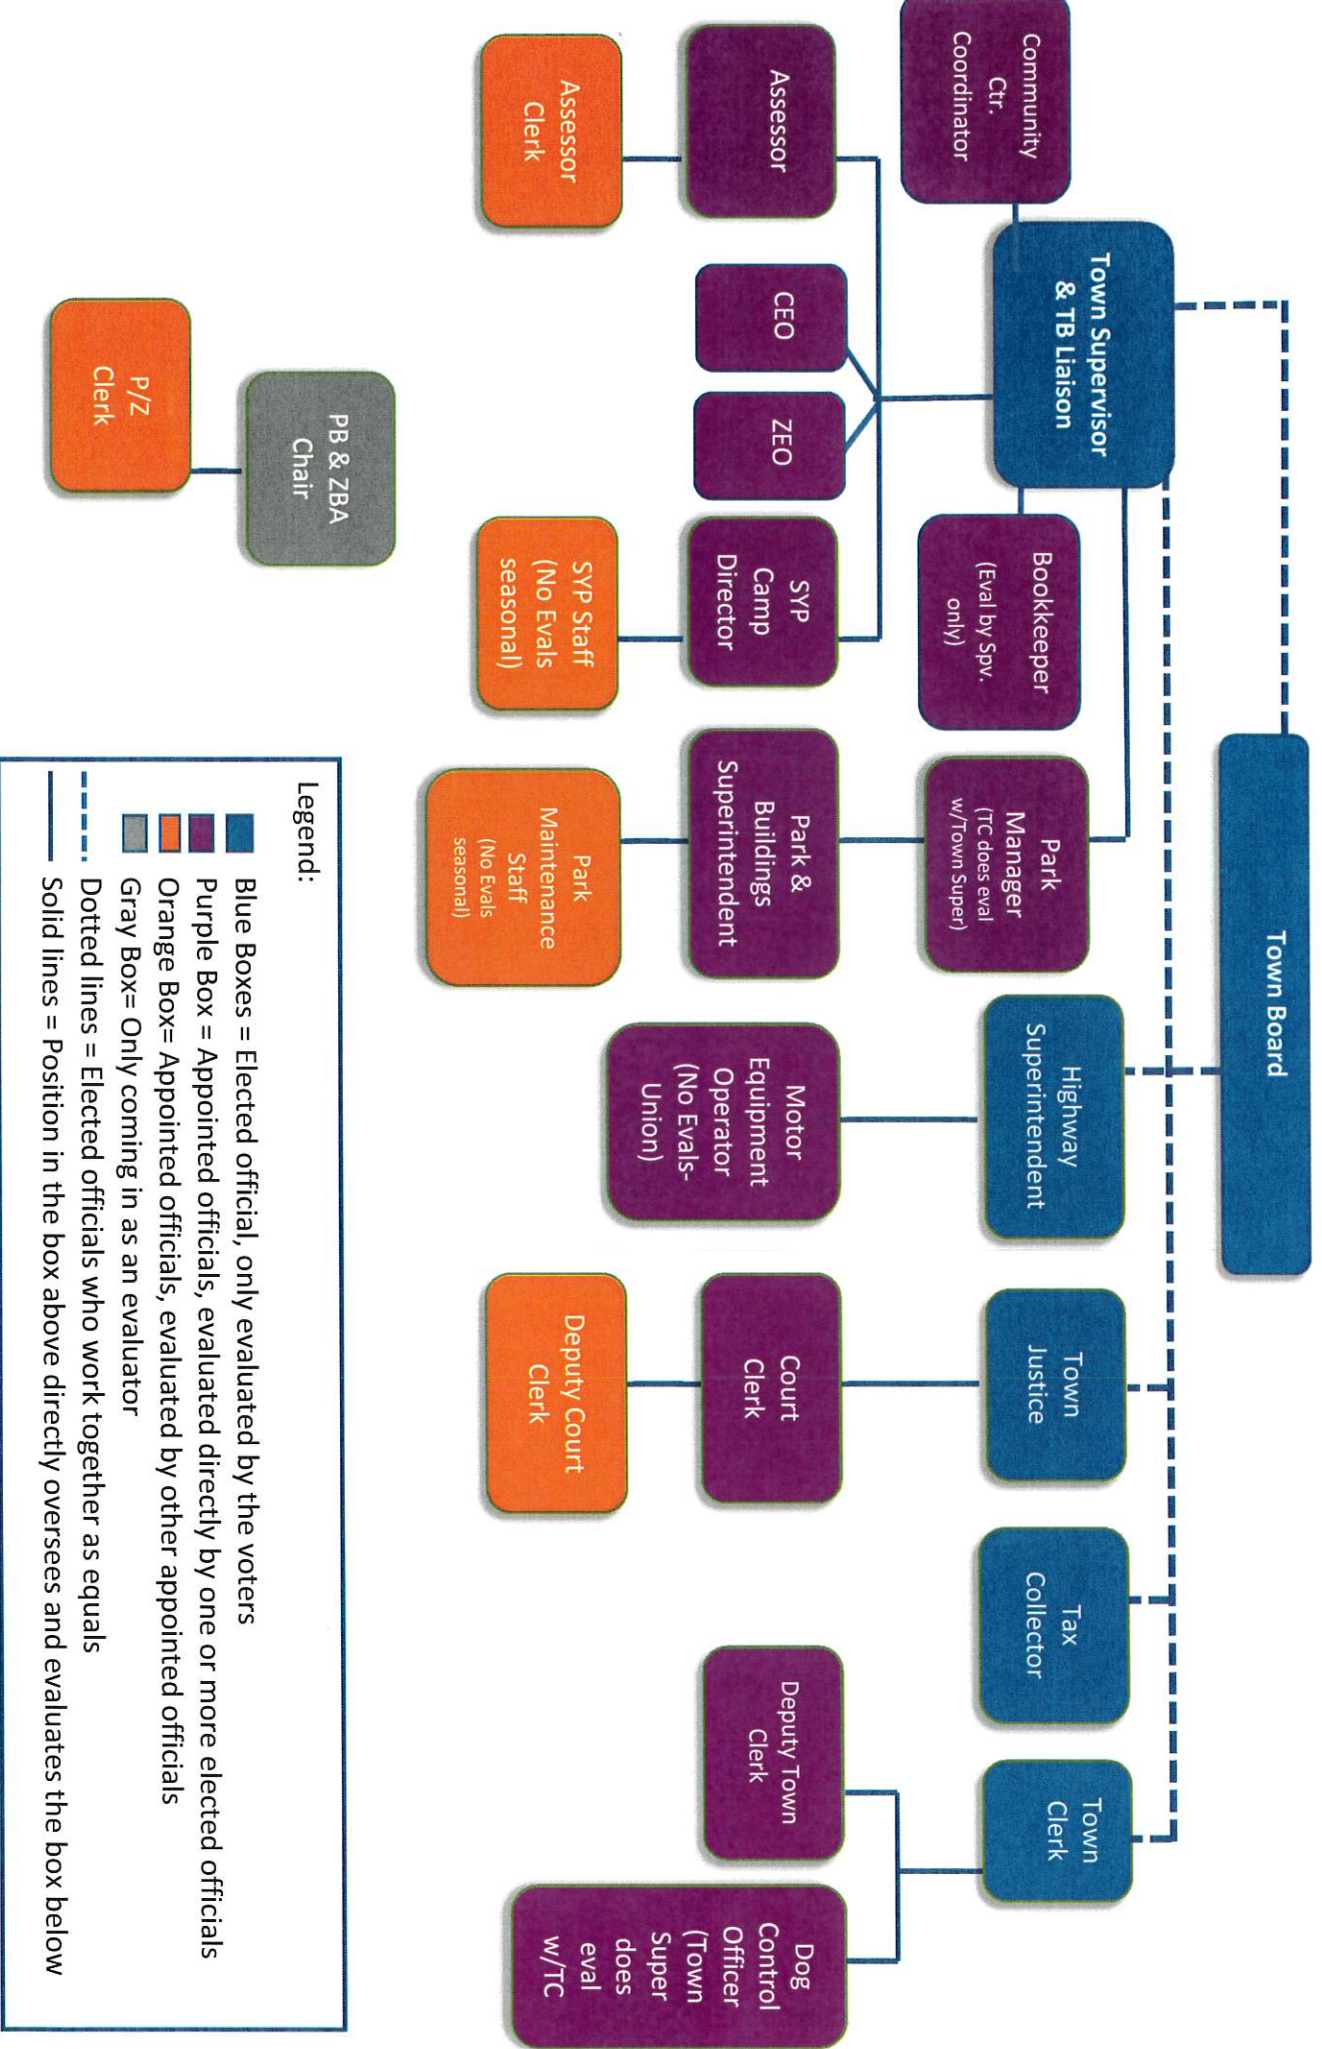 Town Board
Town Supervisor
& TB Liaison
Community
Ctr.
Coordinator
Bookkeeper
(Eval by Spv.
only)
Park
Manager
(TC does eval
w/Town Super)
Highway
Superintendent
Town
Justice
Tax
Collector
Town
Clerk
Assessor
CEO
ZEO
SYP
Camp
Director
Park &
Buildings
Superintendent
Motor
Equipment
Operator
(No Evals-
Union)
Court
Clerk
Deputy Town
Clerk
Dog
Control
Officer
(Town
Super
does
eval
w/TC
Assessor
Clerk
SYP Staff
(No Evals
seasonal)
Park
Maintenance
Staff
(No Evals
seasonal)
Deputy Court
Clerk
PB & ZBA
Chair
P/Z
Clerk
Legend:
Blue Boxes = Elected official, only evaluated by the voters
Purple Box = Appointed officials, evaluated directly by one or more elected officials
Orange Box= Appointed officials, evaluated by other appointed officials
Gray Box= Only coming in as an evaluator
Dotted lines = Elected officials who work together as equals
Solid lines = Position in the box above directly oversees and evaluates the box below